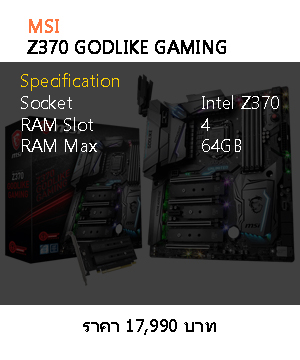 MSI
Z370 GODLIKE GAMING
Specification
Socket Intel Z370
RAM Slot 4
RAM Max 64GB
Z370
ราคา 17,990 บาท